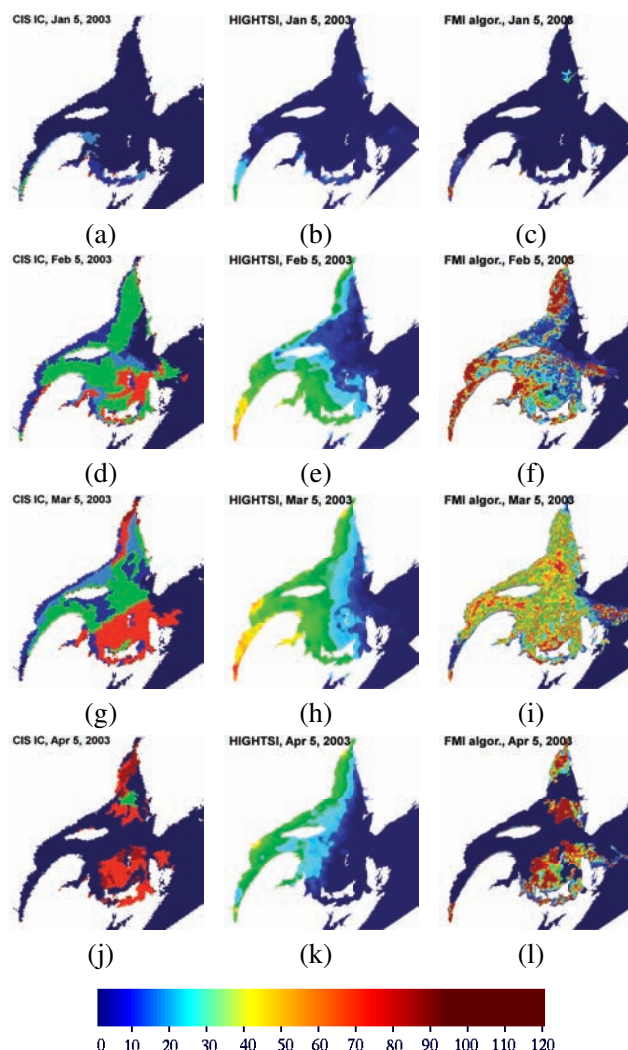 CIS IC, Jan 5, 2003 HIGHTSI, Jan 5, 2003 FMI algor., Jan 5, 2003
(a) (b) (c)
CIS IC, Feb 5, 2003 HIGHTSI, Feb 5, 2003 FMI algor., Feb 5, 2003
(d) (e) (f)
CIS IC, Mar 5, 2003 HIGHTSI, Mar 5, 2003 FMI algor., Mar 5, 2003
(g) (h) (i)
CIS IC, Apr 5, 2003 HIGHTSI, Apr 5, 2003 FMI algor., Apr 5, 2003
(j) (k) (l)
0 10 20 30 40 50 60 70 80 90 100 110 120